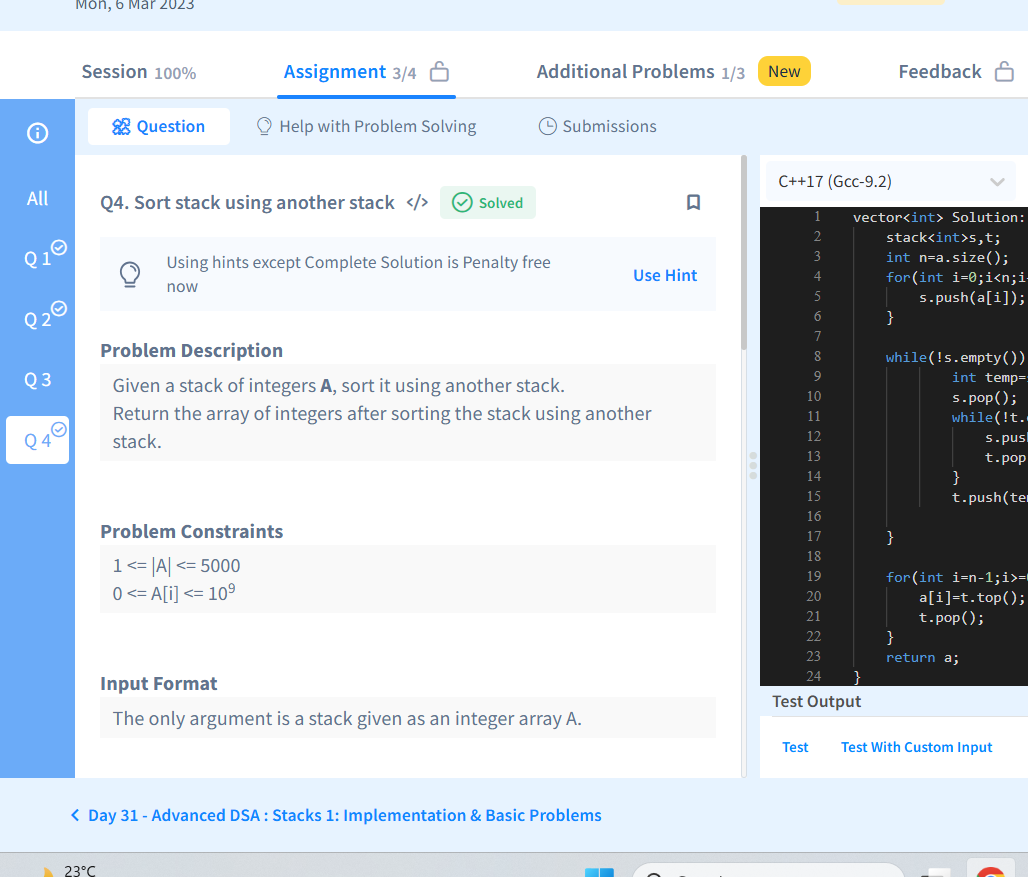 Mon, 6 Mar 2023
Session 100%
Assignment 3/4
Additional Problems 1/3 New
Feedback
Question
Help with Problem Solving
Submissions
All
Q 1
Q 2
Q 3
Q 4
Q4. Sort stack using another stack </> Solved
Using hints except Complete Solution is Penalty free
now
Use Hint
Problem Description
Given a stack of integers A, sort it using another stack.
Return the array of integers after sorting the stack using another
stack.
Problem Constraints
1 <= |A| <= 5000
0 <= A[i] <= 10⁹
Input Format
The only argument is a stack given as an integer array A.
C++17 (Gcc-9.2)
1 vector<int> Solution:
2 stack<int>s,t;
3 int n=a.size();
4 for(int i=0;i<n;i
5 s.push(a[i]);
6 }
7
8 while(!s.empty())
9 int temp=
10 s.pop();
11 while(!t.
12 s.pus
13 t.pop
14 }
15 t.push(te
16
17 }
18
19 for(int i=n-1;i>=
20 a[i]=t.top();
21 t.pop();
22 }
23 return a;
24 }
Test Output
Test
Test With Custom Input
< Day 31 - Advanced DSA : Stacks 1: Implementation & Basic Problems
23°C